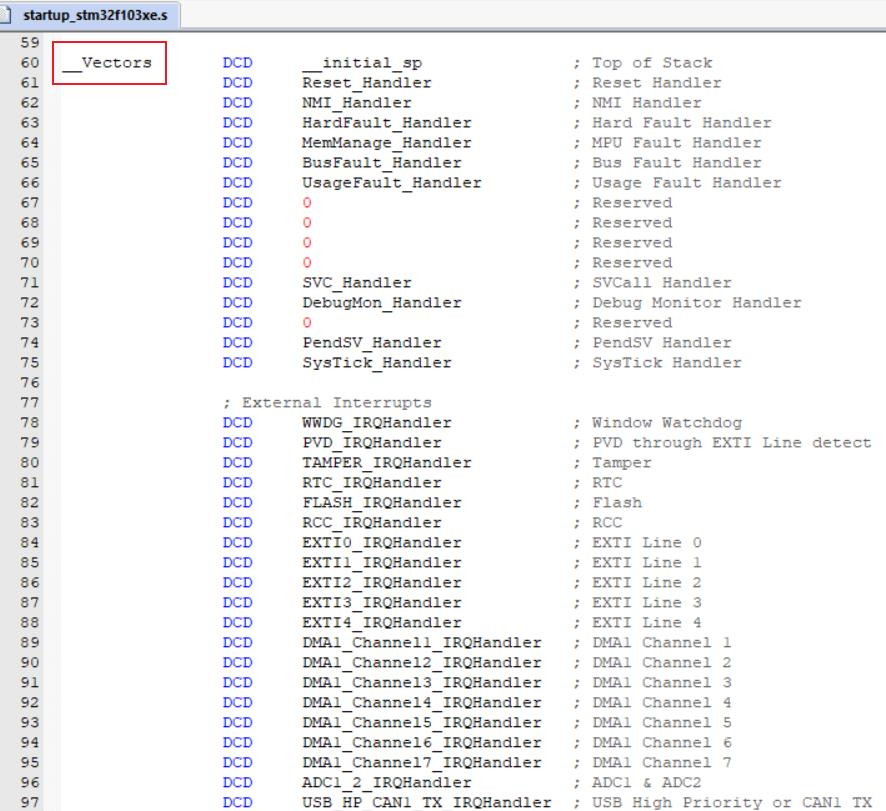 startup_stm32f103xe.s
59
60 __Vectors DCD __initial_sp ; Top of Stack
61 DCD Reset_Handler ; Reset Handler
62 DCD NMI_Handler ; NMI Handler
63 DCD HardFault_Handler ; Hard Fault Handler
64 DCD MemManage_Handler ; MPU Fault Handler
65 DCD BusFault_Handler ; Bus Fault Handler
66 DCD UsageFault_Handler ; Usage Fault Handler
67 DCD 0 ; Reserved
68 DCD 0 ; Reserved
69 DCD 0 ; Reserved
70 DCD 0 ; Reserved
71 DCD SVC_Handler ; SVCall Handler
72 DCD DebugMon_Handler ; Debug Monitor Handler
73 DCD 0 ; Reserved
74 DCD PendSV_Handler ; PendSV Handler
75 DCD SysTick_Handler ; SysTick Handler
76
77 ; External Interrupts
78 DCD WWDG_IRQHandler ; Window Watchdog
79 DCD PVD_IRQHandler ; PVD through EXTI Line detect
80 DCD TAMPER_IRQHandler ; Tamper
81 DCD RTC_IRQHandler ; RTC
82 DCD FLASH_IRQHandler ; Flash
83 DCD RCC_IRQHandler ; RCC
84 DCD EXTI0_IRQHandler ; EXTI Line 0
85 DCD EXTI1_IRQHandler ; EXTI Line 1
86 DCD EXTI2_IRQHandler ; EXTI Line 2
87 DCD EXTI3_IRQHandler ; EXTI Line 3
88 DCD EXTI4_IRQHandler ; EXTI Line 4
89 DCD DMA1_Channel1_IRQHandler ; DMA1 Channel 1
90 DCD DMA1_Channel2_IRQHandler ; DMA1 Channel 2
91 DCD DMA1_Channel3_IRQHandler ; DMA1 Channel 3
92 DCD DMA1_Channel4_IRQHandler ; DMA1 Channel 4
93 DCD DMA1_Channel5_IRQHandler ; DMA1 Channel 5
94 DCD DMA1_Channel6_IRQHandler ; DMA1 Channel 6
95 DCD DMA1_Channel7_IRQHandler ; DMA1 Channel 7
96 DCD ADC1_2_IRQHandler ; ADC1 & ADC2
97 DCD USB_HP_CAN1_TX_IRQHandler ; USB High Priority or CAN1 TX